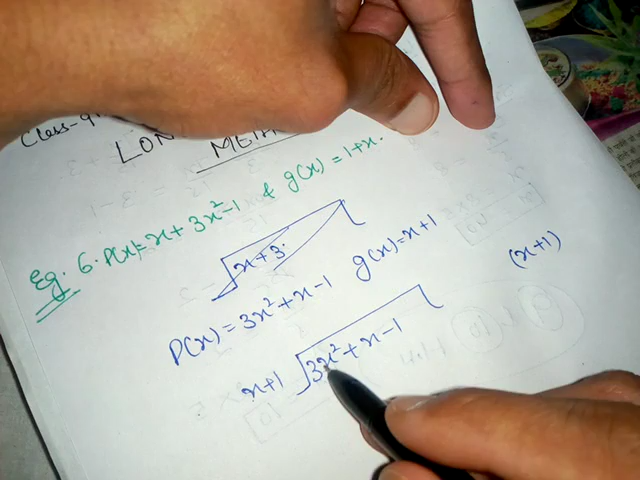 Class-9
LON METH
Eg. 6. P(x)= x + 3x²-1 & g(x) = 1+x.
x+3.
P(x) = 3x²+x-1 g(x)=x+1
(x+1)
x+1 3x²+x-1